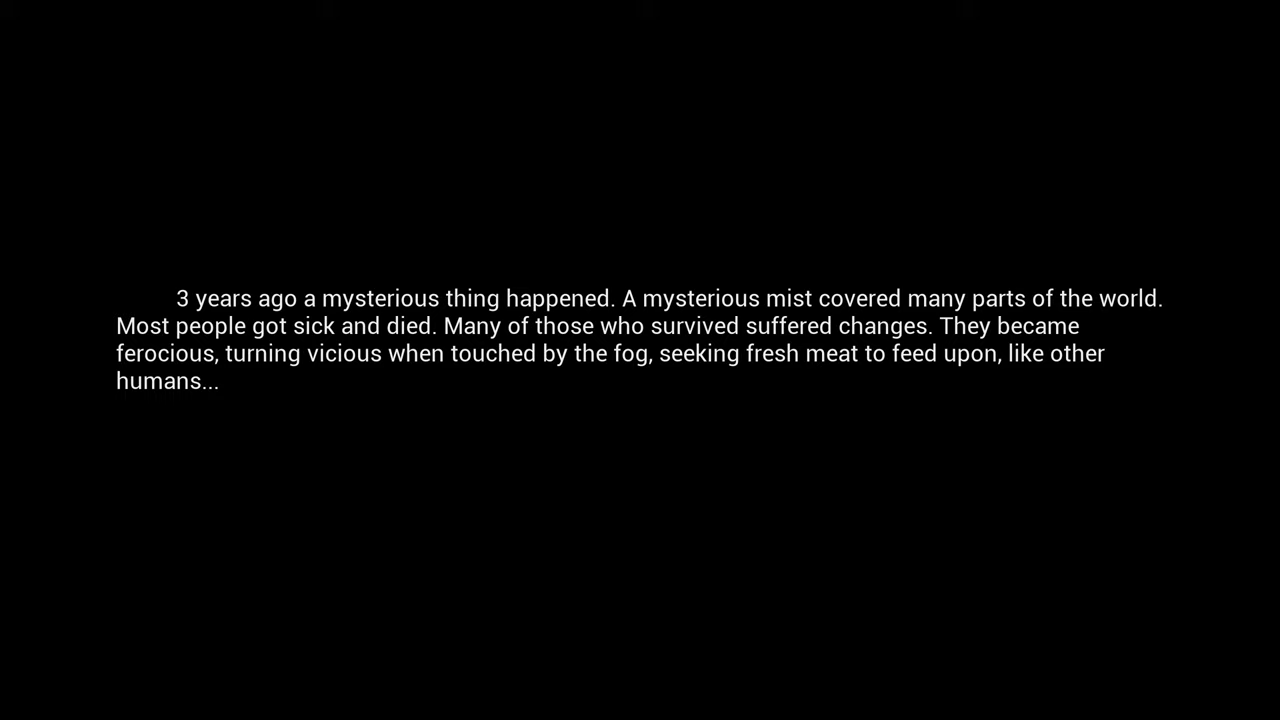 3 years ago a mysterious thing happened. A mysterious mist covered many parts of the world.
Most people got sick and died. Many of those who survived suffered changes. They became
ferocious, turning vicious when touched by the fog, seeking fresh meat to feed upon, like other
humans...